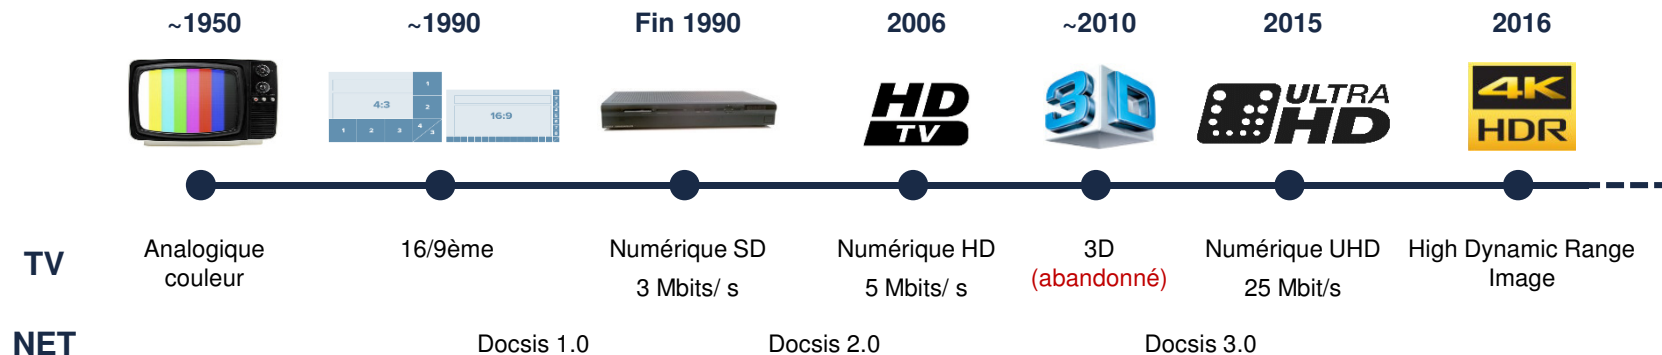 ~1950
~1990
Fin 1990
2006
~2010
2015
2016
4:3
1
2
1
2
3
4
3
16:9
HD
TV
3D
ULTRA
HD
4K
HDR
TV
Analogique
couleur
16/9ème
Numérique SD
3 Mbits/ s
Numérique HD
5 Mbits/ s
3D
(abandonné)
Numérique UHD
25 Mbit/s
High Dynamic Range
Image
NET
Docsis 1.0
Docsis 2.0
Docsis 3.0